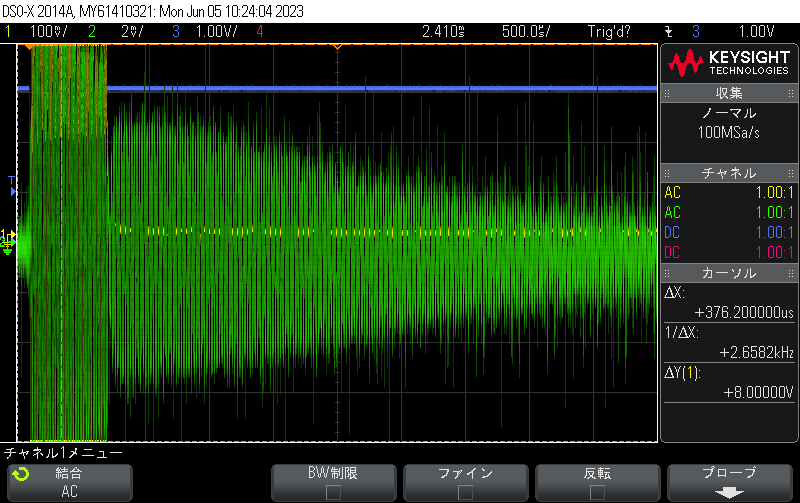 DSO-X 2014A, MY61410321: Mon Jun 05 10:24:04 2023
1 100V/ 2 2V/ 3 1.00V/ 4 2.410ms 500.0s/ Trig'd? 3 1.00V
KEYSIGHT
TECHNOLOGIES
収集
ノーマル
100MSa/s
チャネル
AC 1.00:1
AC 1.00:1
DC 1.00:1
DC 1.00:1
カーソル
ΔX:
+376.200000us
1/ΔX:
+2.6582kHz
ΔY(1):
+8.00000V
T
チャネル1メニュー
結合
AC
BW制限
ファイン
反転
プローブ